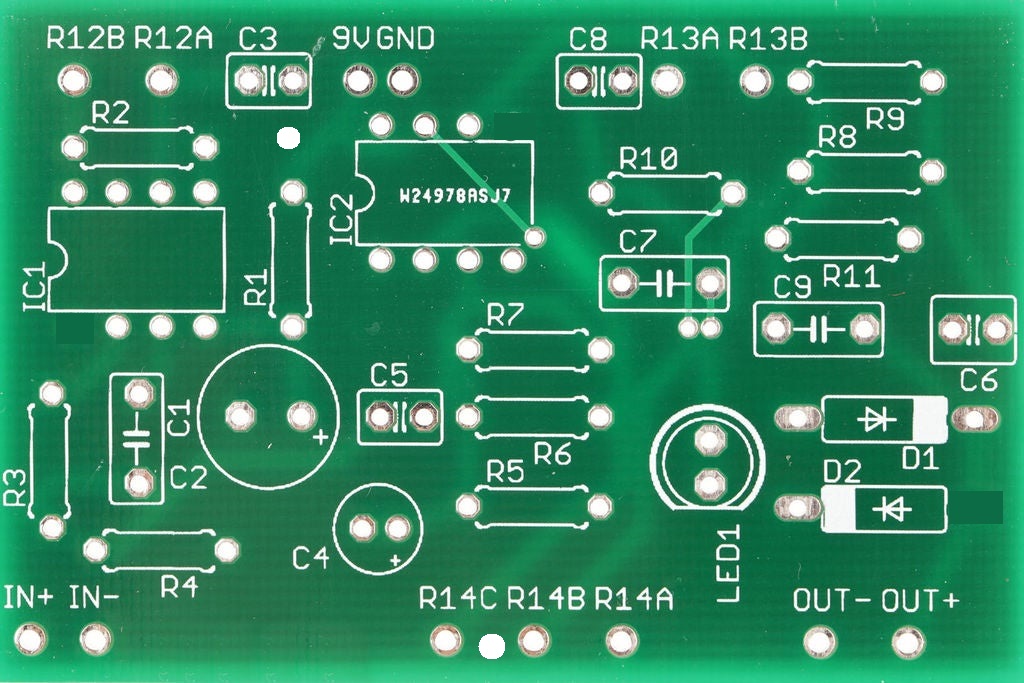 R12B R12A C3 9V GND C8 R13A R13B
R2
R9
R8
R10
W24978ASJ7
IC2
C7
IC1
R1
C9
R11
R7
C5
C6
C1
R3
C2
R6
R5
D1
D2
C4
LED1
R4
+
+
IN+ IN-
R14C R14B R14A
OUT- OUT+